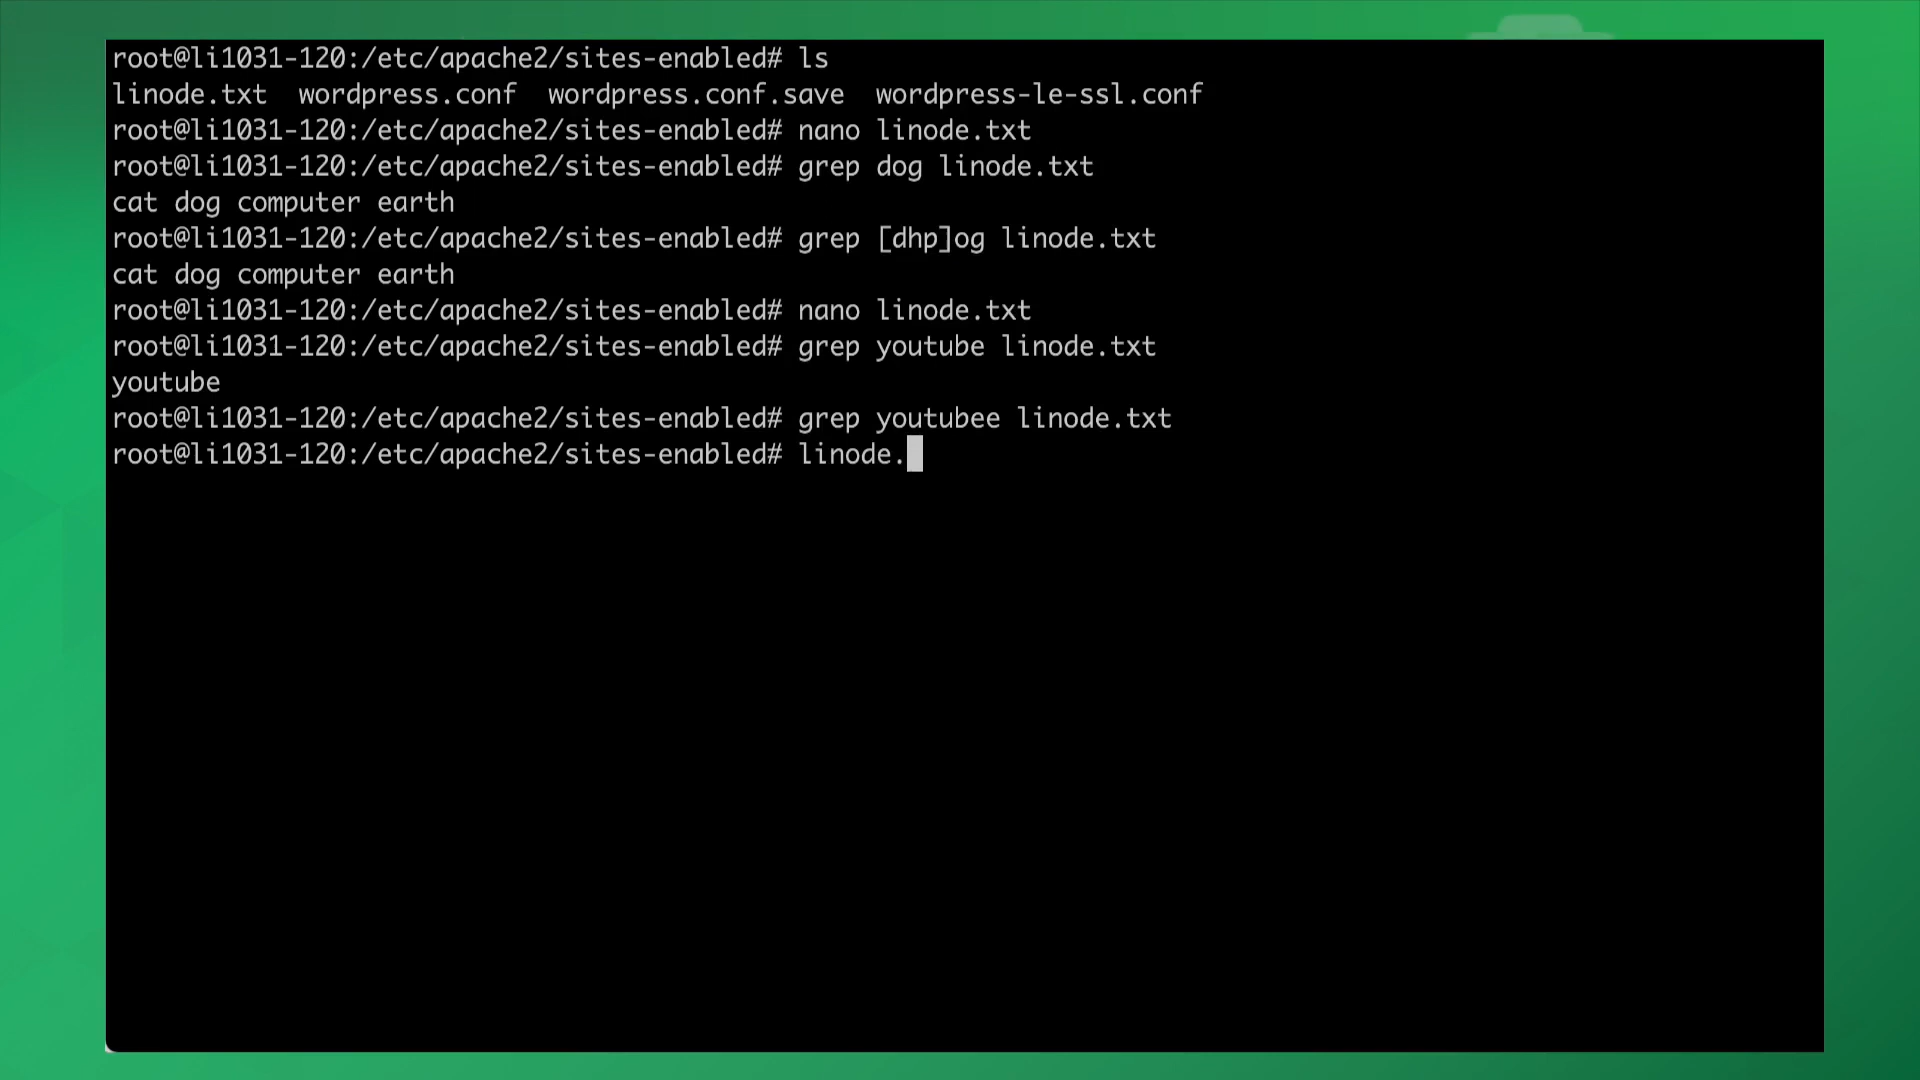 root@li1031-120:/etc/apache2/sites-enabled# ls
linode.txt  wordpress.conf  wordpress.conf.save  wordpress-le-ssl.conf
root@li1031-120:/etc/apache2/sites-enabled# nano linode.txt
root@li1031-120:/etc/apache2/sites-enabled# grep dog linode.txt
cat dog computer earth
root@li1031-120:/etc/apache2/sites-enabled# grep [dhp]og linode.txt
cat dog computer earth
root@li1031-120:/etc/apache2/sites-enabled# nano linode.txt
root@li1031-120:/etc/apache2/sites-enabled# grep youtube linode.txt
youtube
root@li1031-120:/etc/apache2/sites-enabled# grep youtubee linode.txt
root@li1031-120:/etc/apache2/sites-enabled# linode.